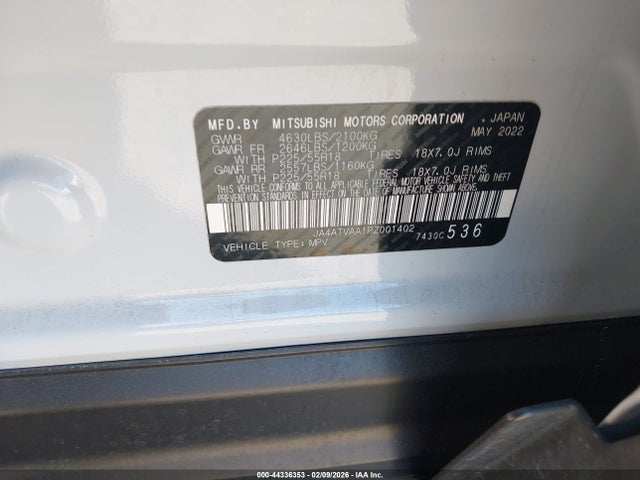 MFD.BY MITSUBISHI MOTORS CORPORATION . JAPAN
GVWR 4630LBS/2100KG MAY 2022
GAWR FR 2646LBS/1200KG
WITH P225/55R18 TIRES 18X7.0J RIMS
GAWR RR 2557LBS/1160KG
WITH P225/55R18 TIRES 18X7.0J RIMS
THIS VEHICLE CONFORMS TO ALL APPLICABLE FEDERAL MOTOR VEHICLE SAFETY AND THEFT
PREVENTION STANDARDS IN EFFECT ON THE DATE OF MANUFACTURE SHOWN ABOVE.
JA4ATVAA1PZ001402
VEHICLE TYPE: MPV 7430C 536
000-44336353 - 02/09/2026 - IAA Inc.